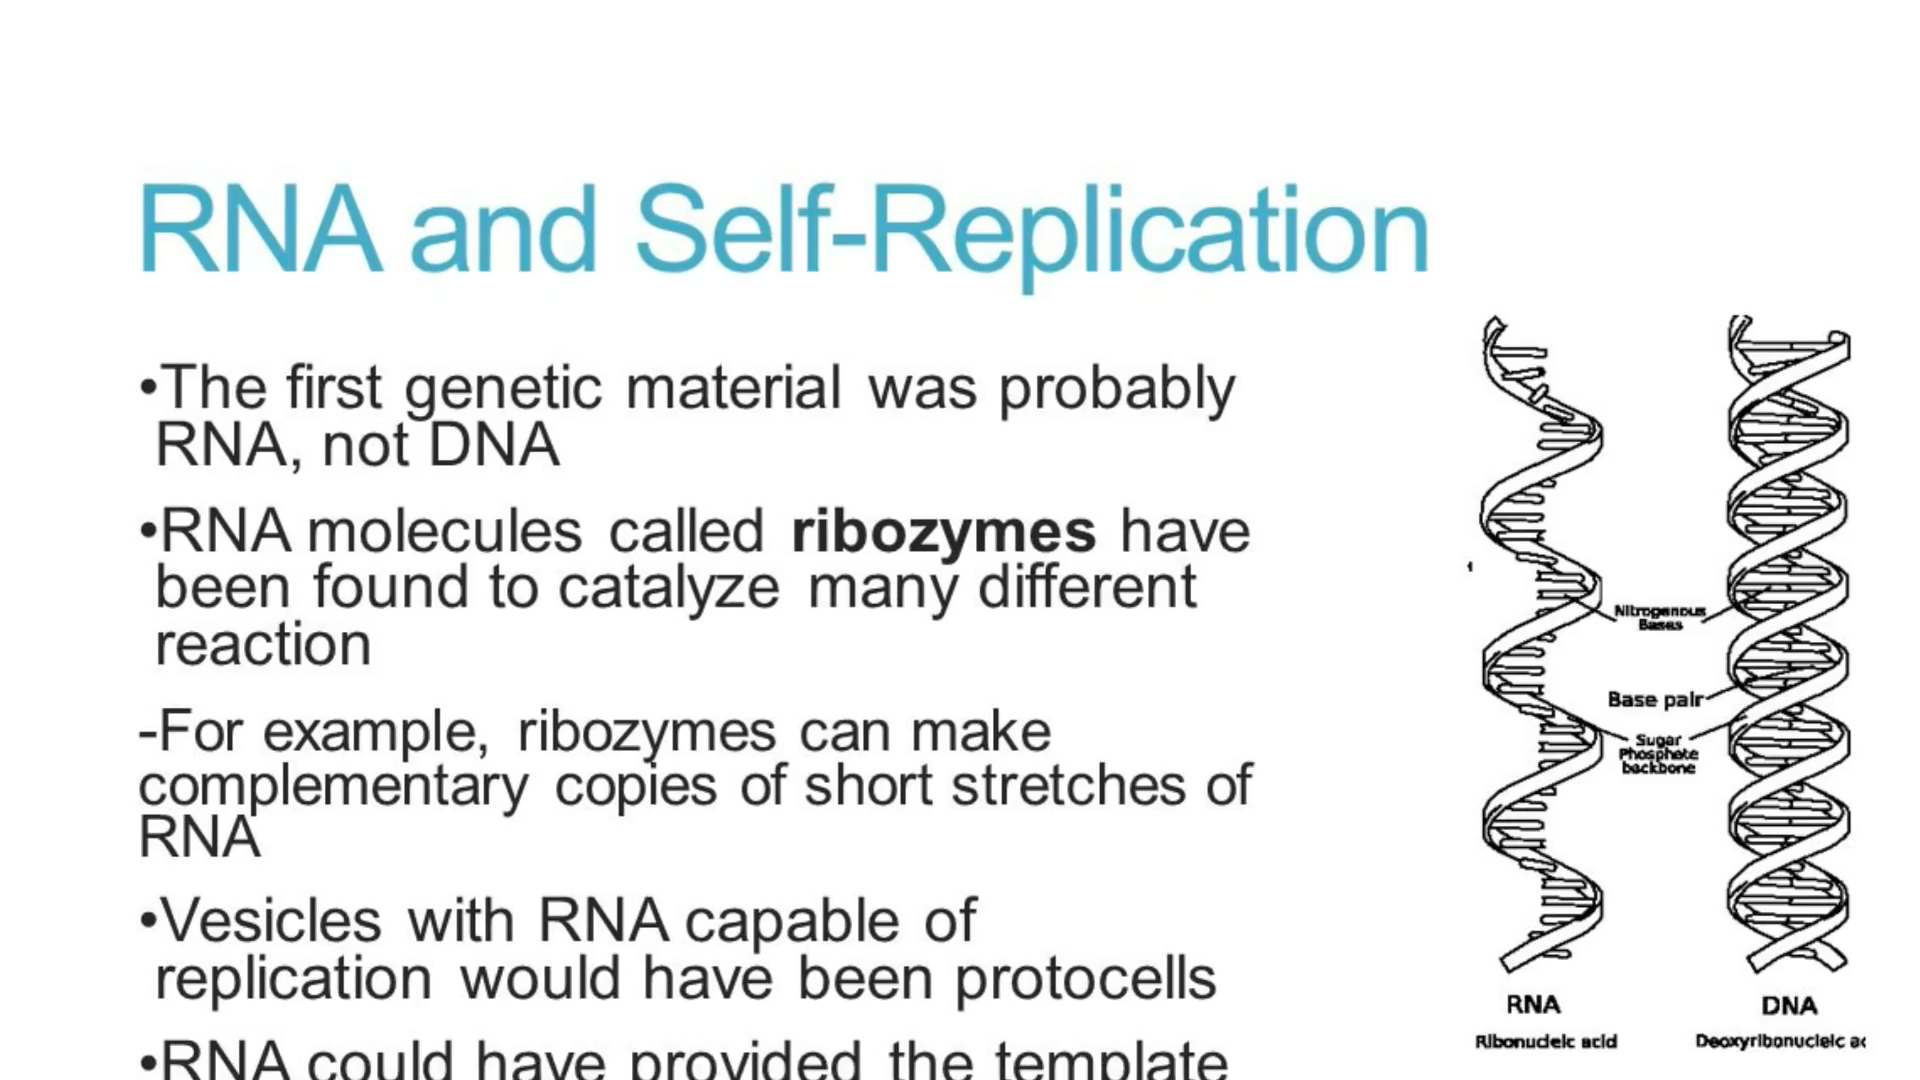 RNA and Self-Replication
•The first genetic material was probably
RNA, not DNA
•RNA molecules called ribozymes have
been found to catalyze many different
reaction
-For example, ribozymes can make
complementary copies of short stretches of
RNA
•Vesicles with RNA capable of
replication would have been protocells
•RNA could have provided the template
Nitrogenous
Bases
Base pair
Sugar
Phosphate
backbone
RNA
Ribonucleic acid
DNA
Deoxyribonucleic ac